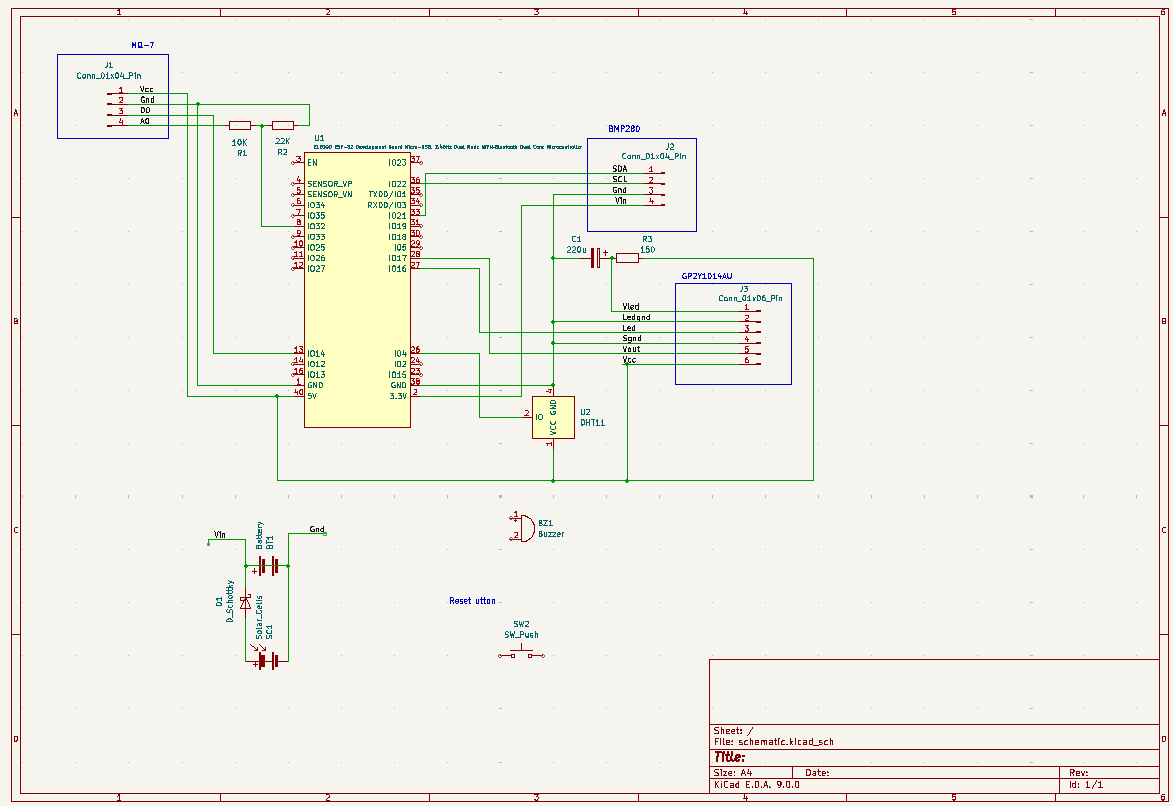 1 2 3 4 5 6
MQ-7
J1
Conn_01x04_Pin
1 Vcc
2 Gnd
3 DO
4 AO
10K
R1
22K
R2
U1
ELEGOO ESP-32 Development Board Micro-USB, 2.4GHz Dual Mode WiFi+Bluetooth Dual Core Microcontroller
3 EN IO23 37
4 SENSOR_VP IO22 36
5 SENSOR_VN TXD0/IO1 35
6 IO34 RXD0/IO3 34
7 IO35 IO21 33
8 IO32 IO19 31
9 IO33 IO18 30
10 IO25 IO5 29
11 IO26 IO17 28
12 IO27 IO16 27
13 IO14 IO4 26
14 IO12 IO2 24
16 IO13 IO15 23
1 GND GND 38
40 5V 3.3V 2
BMP280
J2
Conn_01x04_Pin
SDA 1
SCL 2
Gnd 3
Vin 4
C1
220u
+
R3
150
GP2Y1014AU
J3
Conn_01x06_Pin
Vled 1
Ledgnd 2
Led 3
Sgnd 4
Vout 5
Vcc 6
4
GND
2 IO
VCC
1
U2
DHT11
A
B
C
D
A
B
C
D
Vin
Gnd
Battery
BT1
+
D1
D_Schottky
Solar_Cells
SC1
+
1
2
BZ1
Buzzer
Reset utton
SW2
SW_Push
Sheet: /
File: schematic.kicad_sch
Title:
Size: A4 Date: Rev:
KiCad E.D.A. 9.0.0 Id: 1/1
1 2 3 4 5 6